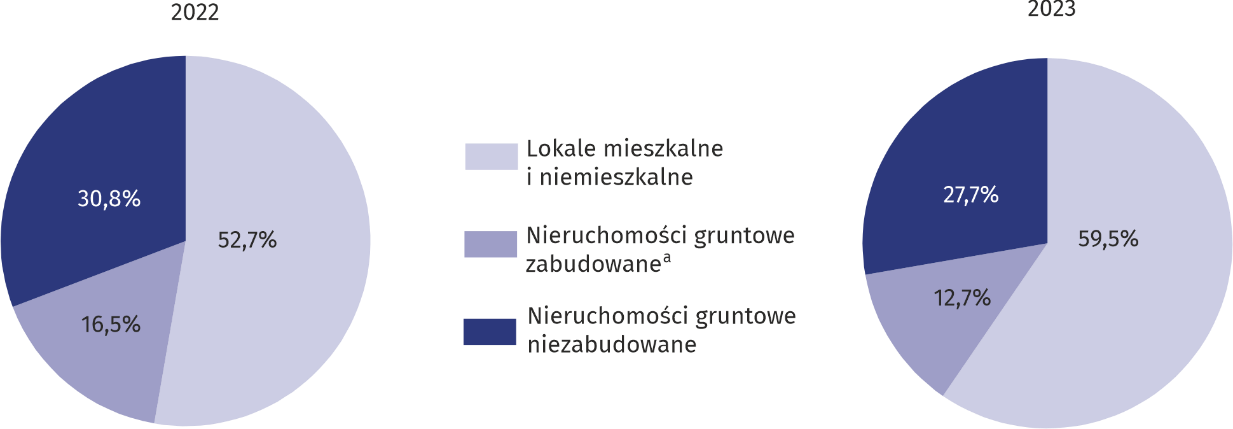 2022
30,8%
52,7%
16,5%
Lokale mieszkalne
i niemieszkalne
Nieruchomości gruntowe
zabudowaneᵃ
Nieruchomości gruntowe
niezabudowane
2023
27,7%
59,5%
12,7%